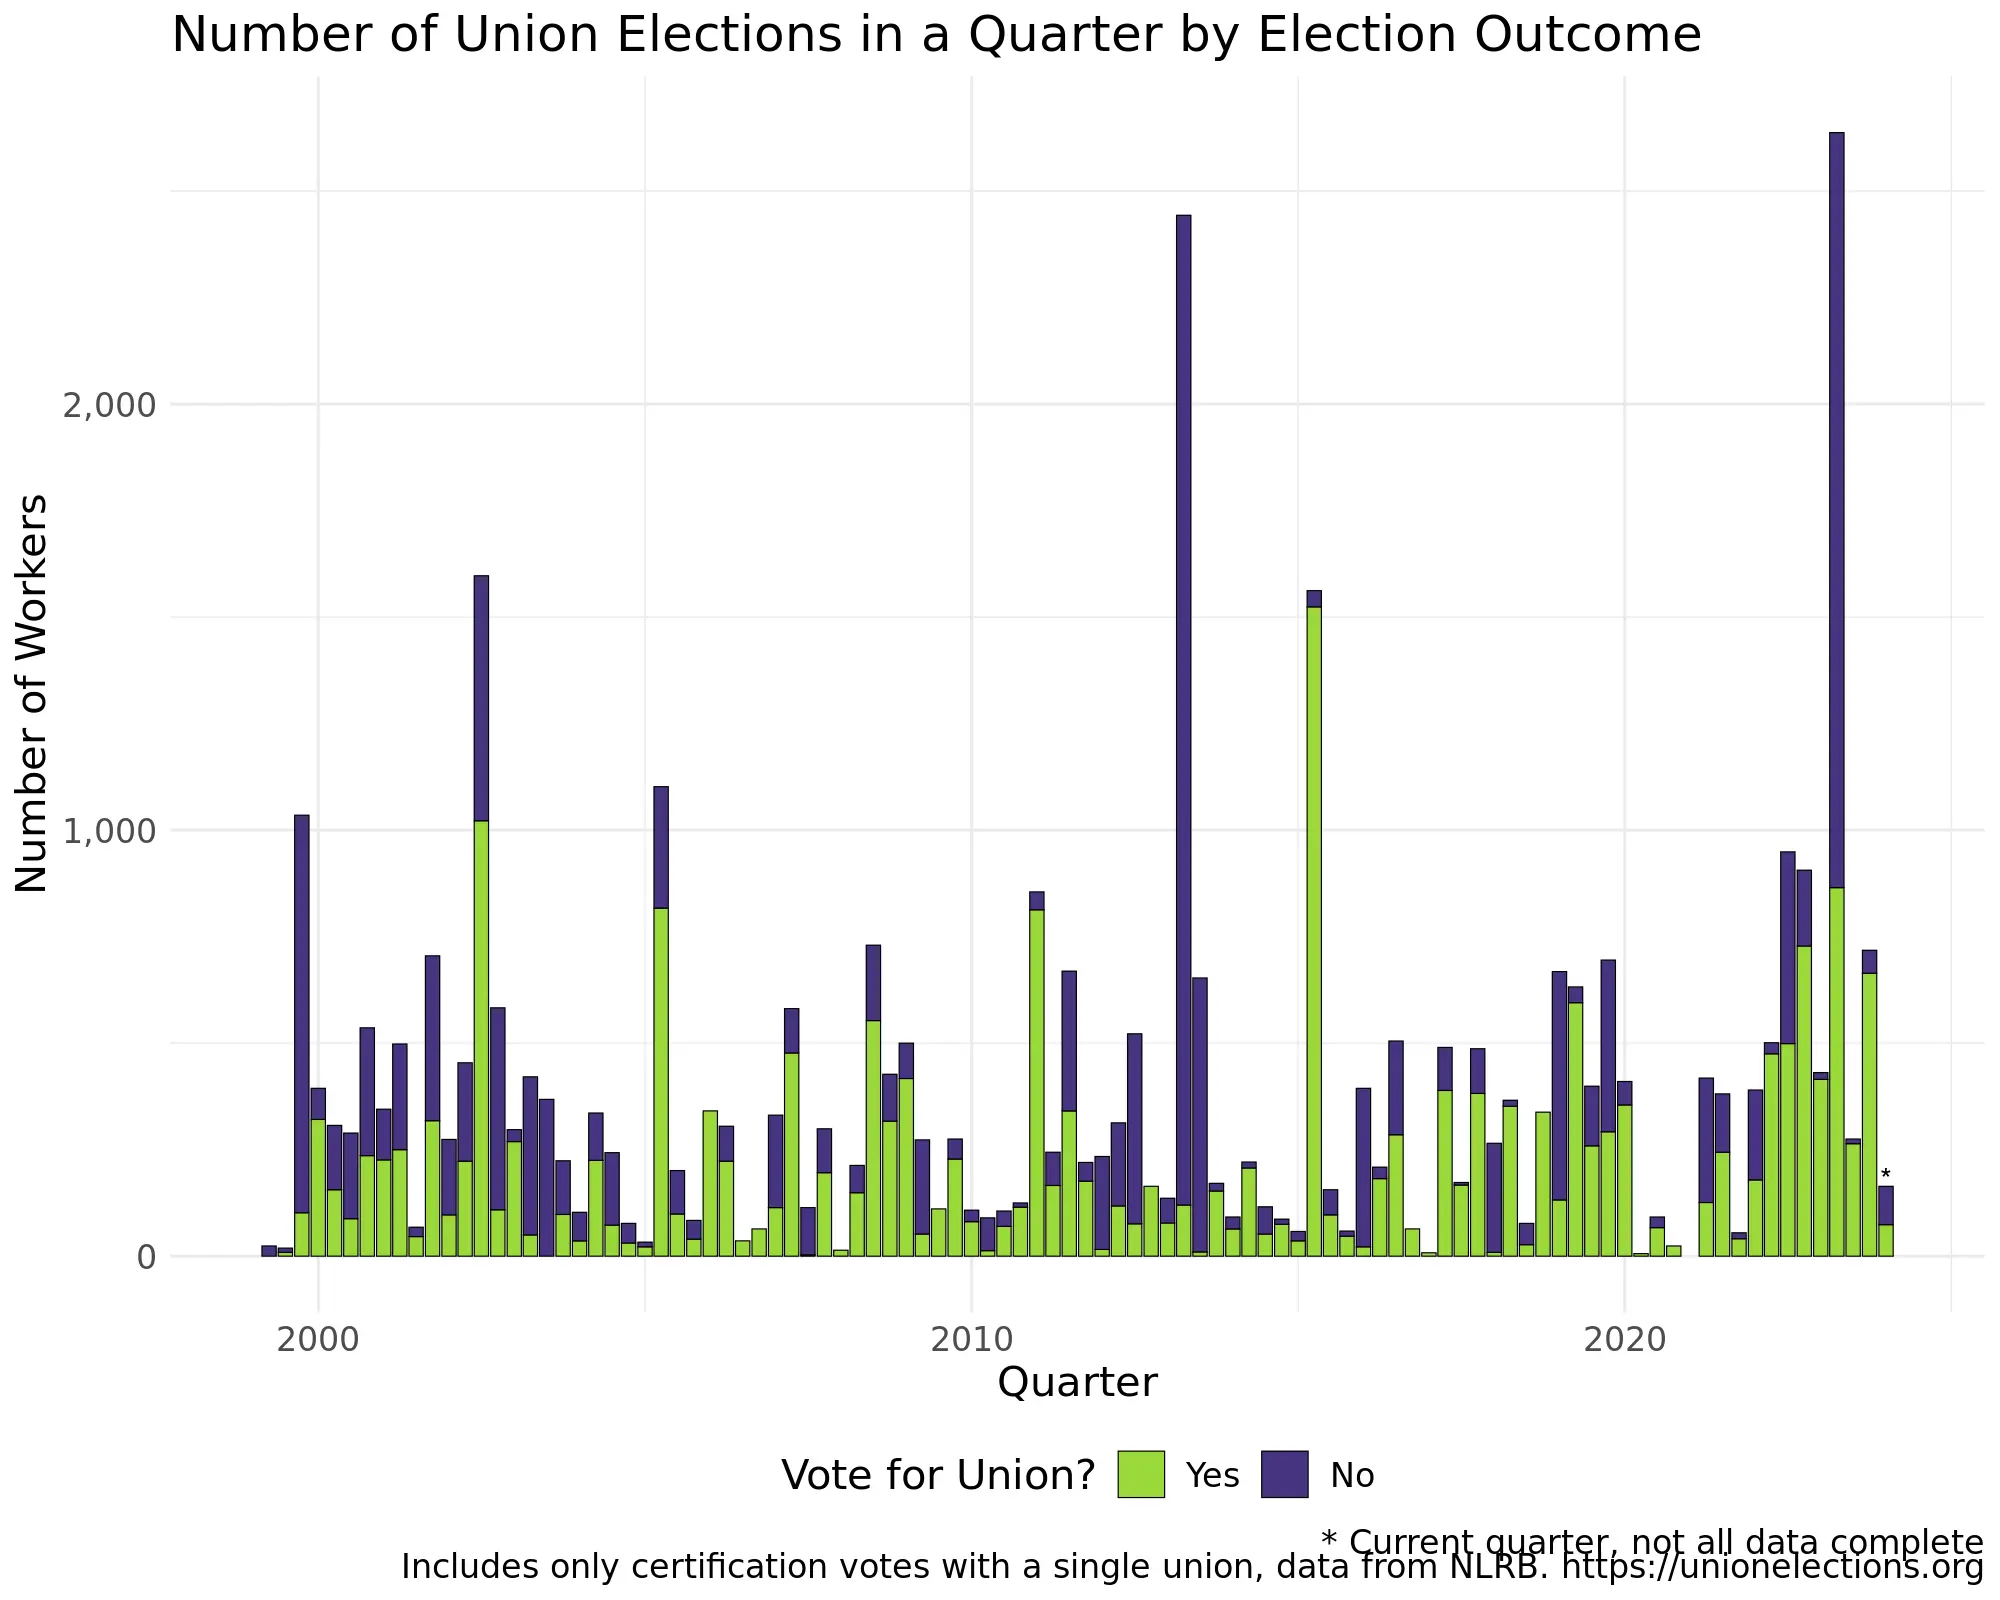 Number of Union Elections in a Quarter by Election Outcome
Number of Workers
2,000
1,000
0
*
2000
2010
2020
Quarter
Vote for Union?
Yes
No
* Current quarter, not all data complete
Includes only certification votes with a single union, data from NLRB. https://unionelections.org